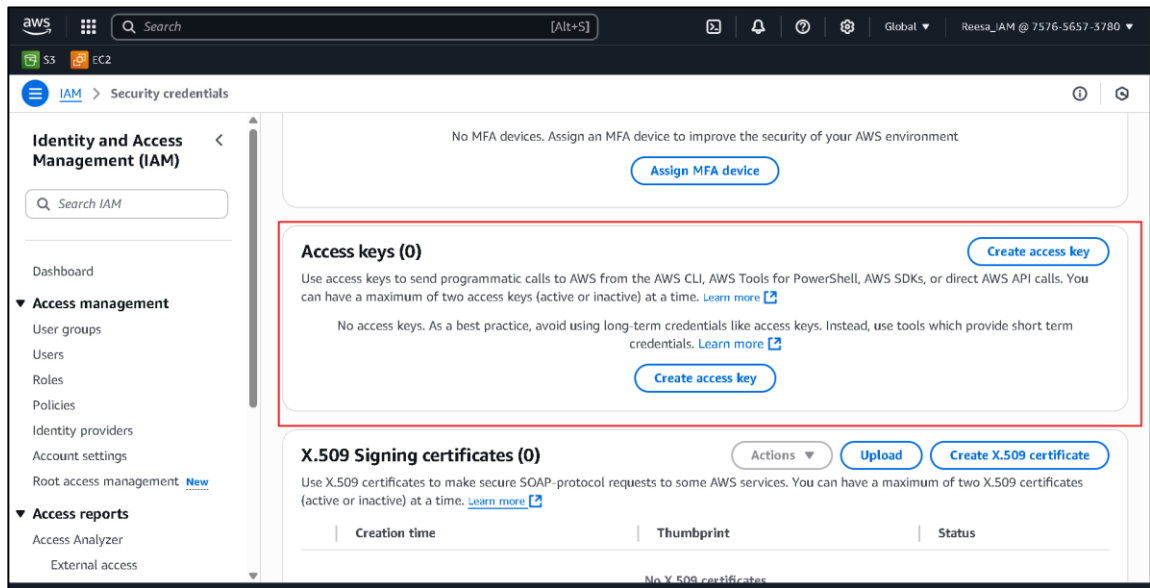 aws
Search [Alt+S]
Global ▼
Reesa_IAM @ 7576-5657-3780 ▼
S3 EC2
IAM > Security credentials
Identity and Access
Management (IAM)
Search IAM
Dashboard
Access management
User groups
Users
Roles
Policies
Identity providers
Account settings
Root access management New
Access reports
Access Analyzer
External access
No MFA devices. Assign an MFA device to improve the security of your AWS environment
Assign MFA device
Access keys (0)
Create access key
Use access keys to send programmatic calls to AWS from the AWS CLI, AWS Tools for PowerShell, AWS SDKs, or direct AWS API calls. You
can have a maximum of two access keys (active or inactive) at a time. Learn more
No access keys. As a best practice, avoid using long-term credentials like access keys. Instead, use tools which provide short term
credentials. Learn more
Create access key
X.509 Signing certificates (0)
Actions ▼
Upload
Create X.509 certificate
Use X.509 certificates to make secure SOAP-protocol requests to some AWS services. You can have a maximum of two X.509 certificates
(active or inactive) at a time. Learn more
Creation time
Thumbprint
Status
No X.509 certificates